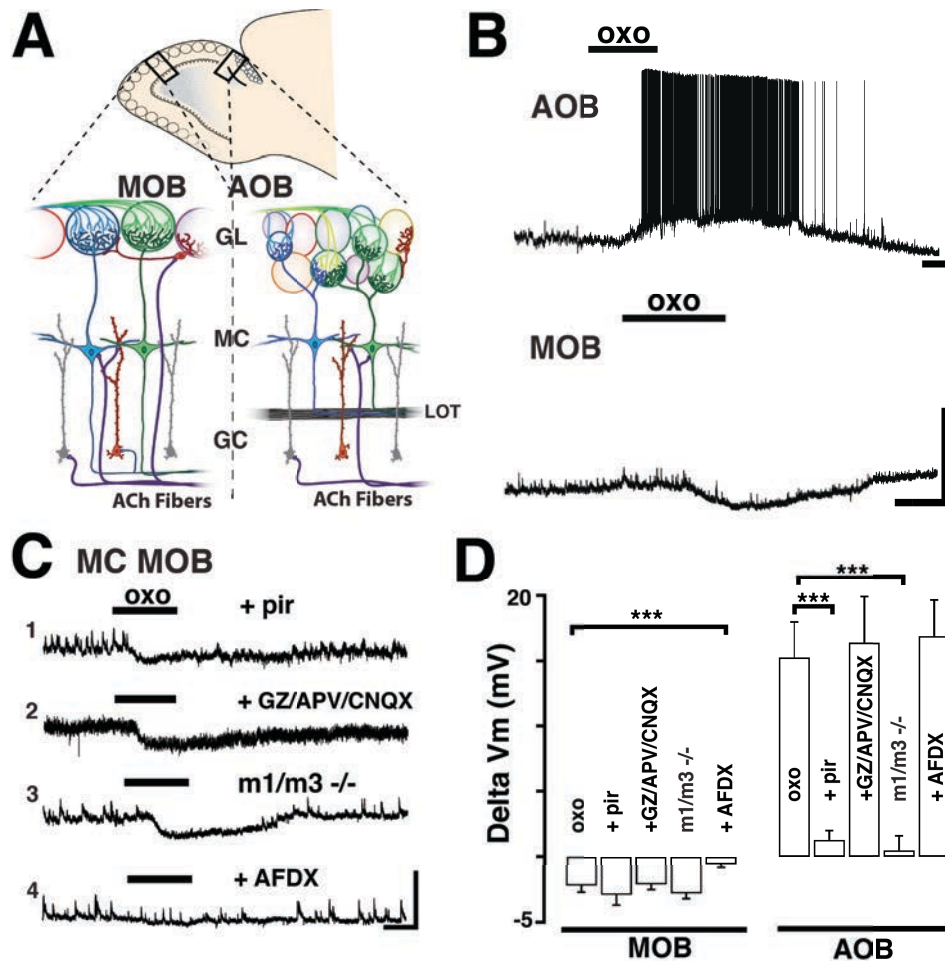 A
MOB AOB
GL
MC
LOT
GC
ACh Fibers
ACh Fibers
B
oxo
AOB
oxo
MOB
C MC MOB
oxo
+ pir
1
+ GZ/APV/CNQX
2
m1/m3 -/-
3
+ AFDX
4
D
Delta Vm (mV)
20
-5
***
***
***
oxo
+ pir
+GZ/APV/CNQX
m1/m3 -/-
+ AFDX
oxo
+ pir
+GZ/APV/CNQX
m1/m3 -/-
+ AFDX
MOB
AOB